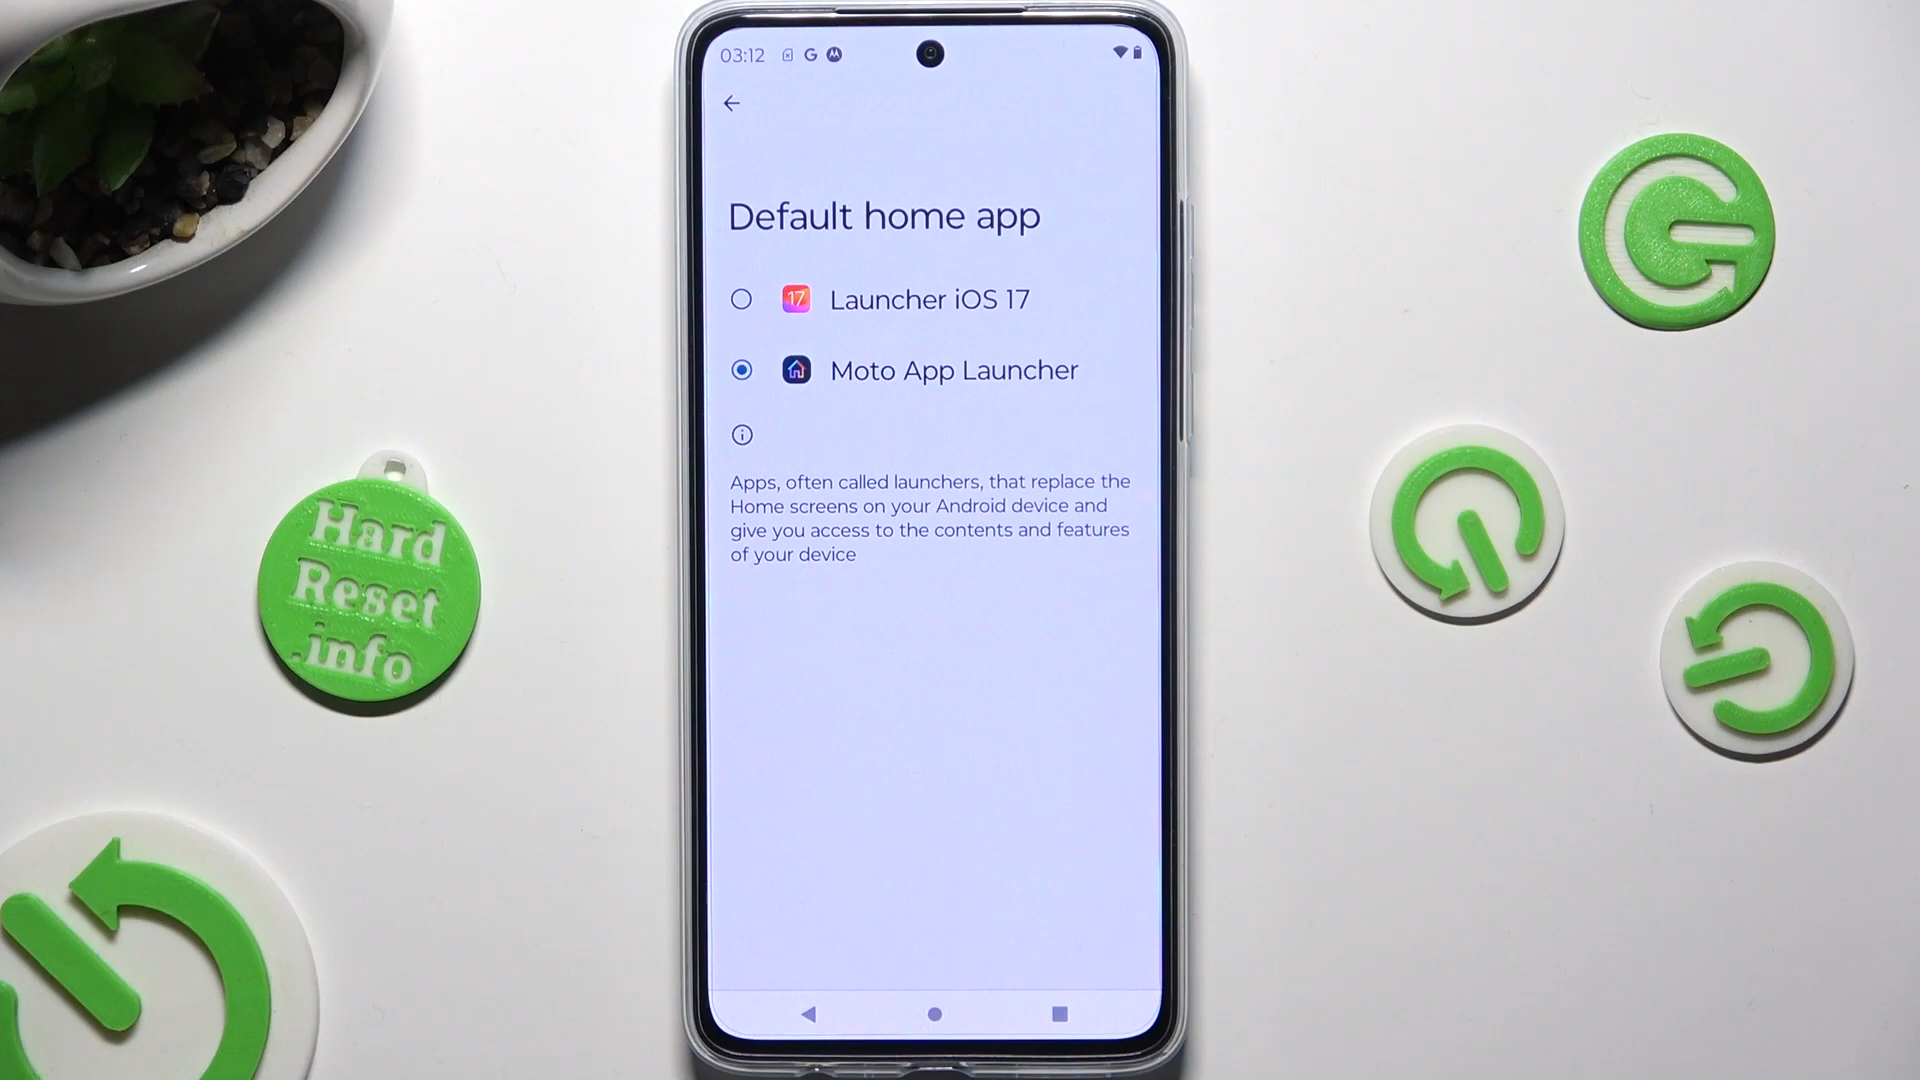 03:12 G
Default home app
17 Launcher iOS 17
Moto App Launcher
Apps, often called launchers, that replace the
Home screens on your Android device and
give you access to the contents and features
of your device
Hard
Reset
.info